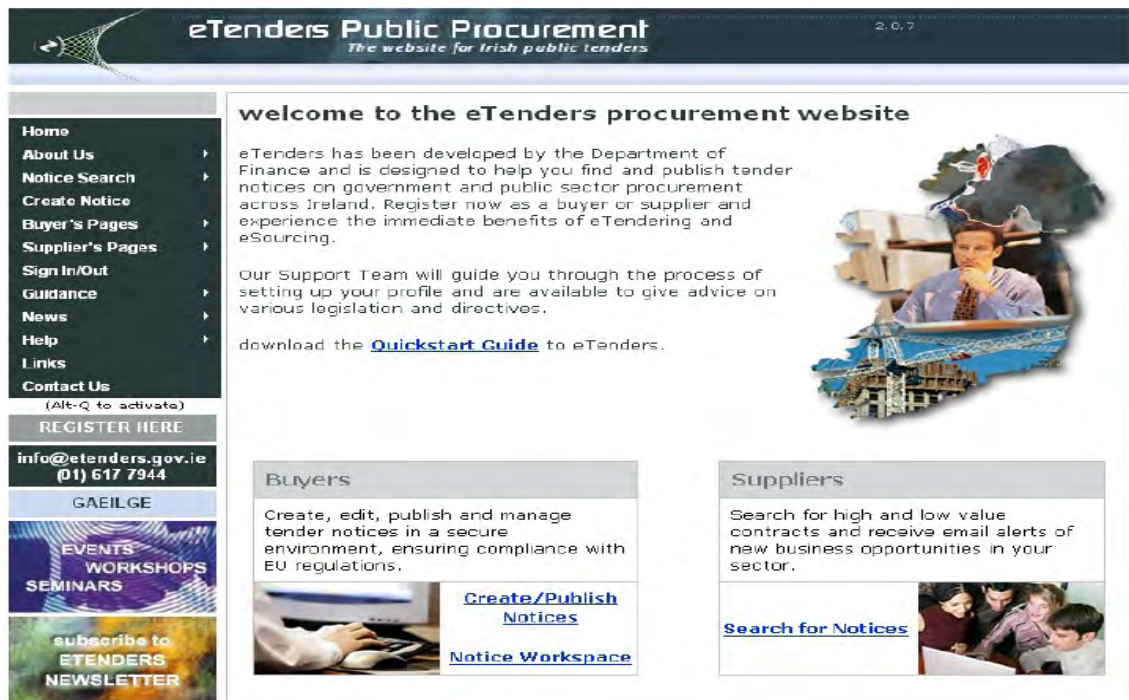 eTenders Public Procurement
The website for Irish public tenders
2.0.7
Home
About Us
Notice Search
Create Notice
Buyer's Pages
Supplier's Pages
Sign In/Out
Guidance
News
Help
Links
Contact Us
(Alt-Q to activate)
REGISTER HERE
info@etenders.gov.ie
(01) 617 7944
GAEILGE
EVENTS
WORKSHOPS
SEMINARS
subscribe to
ETENDERS
NEWSLETTER
welcome to the eTenders procurement website
eTenders has been developed by the Department of
Finance and is designed to help you find and publish tender
notices on government and public sector procurement
across Ireland. Register now as a buyer or supplier and
experience the immediate benefits of eTendering and
eSourcing.
Our Support Team will guide you through the process of
setting up your profile and are available to give advice on
various legislation and directives.
download the Quickstart Guide to eTenders.
Buyers
Create, edit, publish and manage
tender notices in a secure
environment, ensuring compliance with
EU regulations.
Create/Publish
Notices
Notice Workspace
Suppliers
Search for high and low value
contracts and receive email alerts of
new business opportunities in your
sector.
Search for Notices